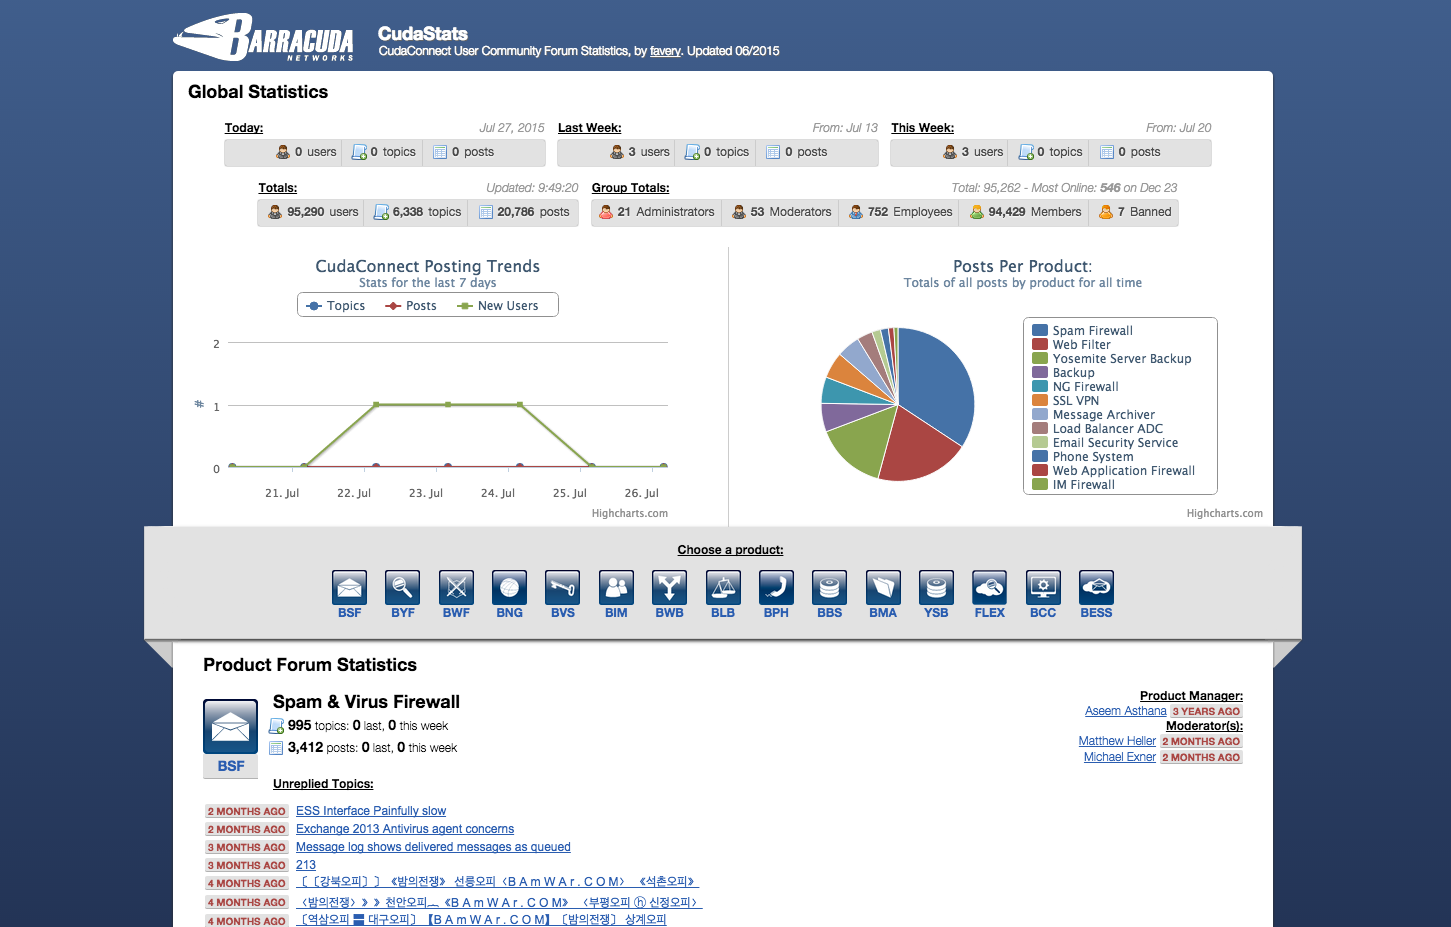 BARRACUDA
NETWORKS
CudaStats
CudaConnect User Community Forum Statistics, by favery. Updated 06/2015
Global Statistics
Today: Jul 27, 2015
0 users 0 topics 0 posts
Last Week: From: Jul 13
3 users 0 topics 0 posts
This Week: From: Jul 20
3 users 0 topics 0 posts
Totals: Updated: 9:49:20
95,290 users 6,338 topics 20,786 posts
Group Totals: Total: 95,262 - Most Online: 546 on Dec 23
21 Administrators 53 Moderators 752 Employees 94,429 Members 7 Banned
CudaConnect Posting Trends
Stats for the last 7 days
Topics Posts New Users
2
1
#
0
21. Jul 22. Jul 23. Jul 24. Jul 25. Jul 26. Jul
Highcharts.com
Posts Per Product:
Totals of all posts by product for all time
Spam Firewall
Web Filter
Yosemite Server Backup
Backup
NG Firewall
SSL VPN
Message Archiver
Load Balancer ADC
Email Security Service
Phone System
Web Application Firewall
IM Firewall
Highcharts.com
Choose a product:
BSF BYF BWF BNG BVS BIM BWB BLB BPH BBS BMA YSB FLEX BCC BESS
Product Forum Statistics
BSF
Spam & Virus Firewall
995 topics: 0 last, 0 this week
3,412 posts: 0 last, 0 this week
Product Manager:
Aseem Asthana 3 YEARS AGO
Moderator(s):
Matthew Heller 2 MONTHS AGO
Michael Exner 2 MONTHS AGO
Unreplied Topics:
2 MONTHS AGO ESS Interface Painfully slow
2 MONTHS AGO Exchange 2013 Antivirus agent concerns
3 MONTHS AGO Message log shows delivered messages as queued
3 MONTHS AGO 213
4 MONTHS AGO 〔〔강북오피〕〕《밤의전쟁》 선릉오피〈B A m W A r . C O M〉 《석촌오피》
4 MONTHS AGO 〈밤의전쟁〉》》천안오피︷《B A m W A r . C O M》 〈부평오피 ⓗ 신정오피〉
4 MONTHS AGO 〔역삼오피 〓 대구오피〕【B A m W A r . C O M】〔밤의전쟁〕 상계오피